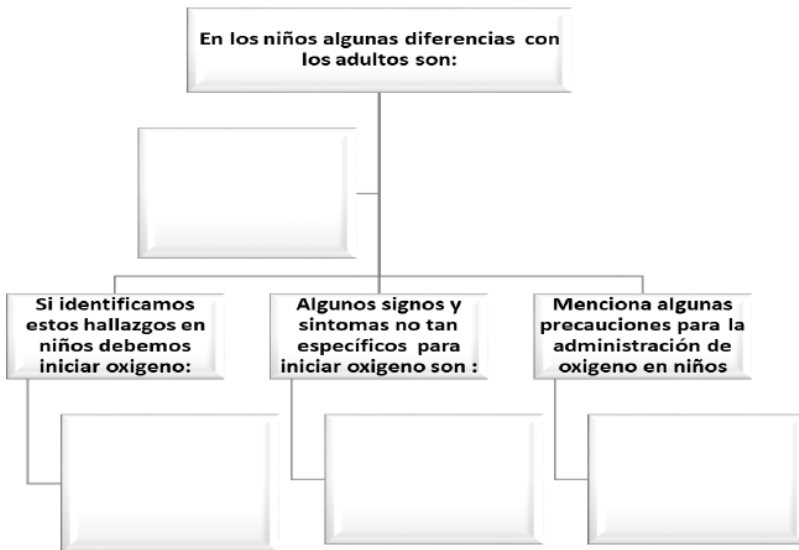 En los niños algunas diferencias con
los adultos son:
Si identificamos
estos hallazgos en
niños debemos
iniciar oxigeno:
Algunos signos y
sintomas no tan
específicos para
iniciar oxigeno son :
Menciona algunas
precauciones para la
administración de
oxigeno en niños